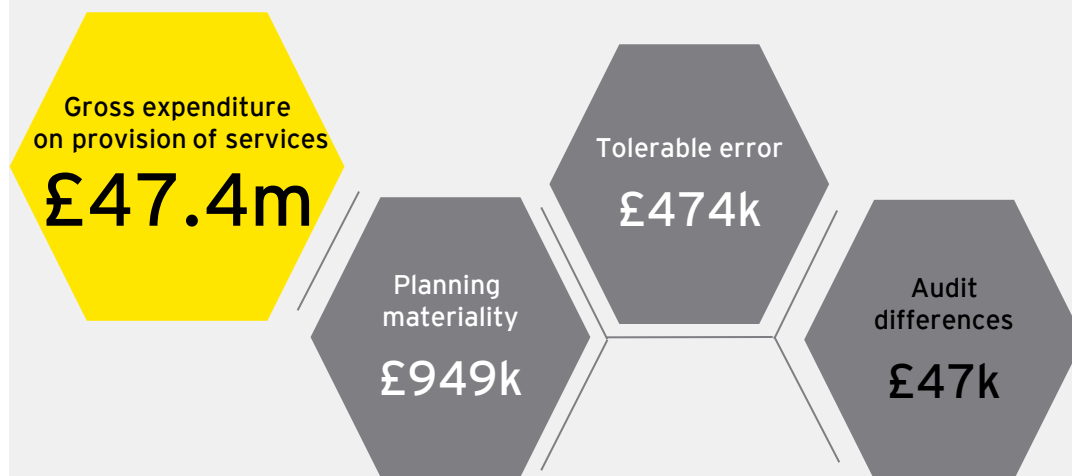 Gross expenditure
on provision of services
£47.4m
Planning
materiality
£949k
Tolerable error
£474k
Audit
differences
£47k